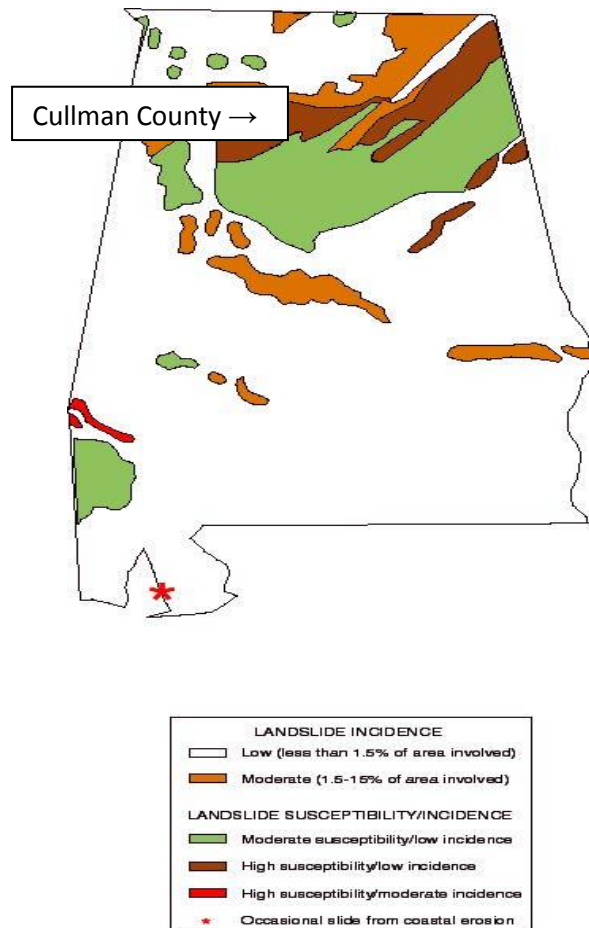 Cullman County →
LANDSLIDE INCIDENCE
Low (less than 1.5% of area involved)
Moderate (1.5-15% of area involved)
LANDSLIDE SUSCEPTIBILITY/INCIDENCE
Moderate susceptibility/low incidence
High susceptibility/low incidence
High susceptibility/moderate incidence
* Occasional slide from coastal erosion